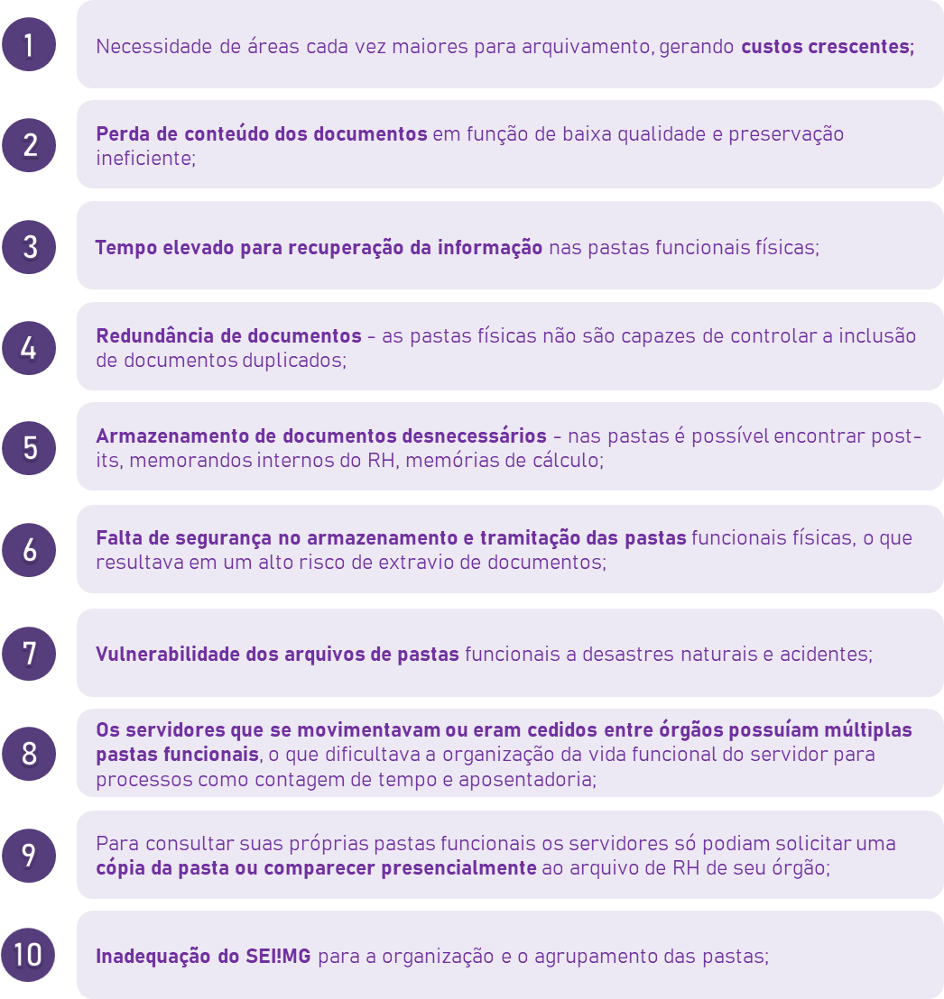 1
Necessidade de áreas cada vez maiores para arquivamento, gerando custos crescentes;
2
Perda de conteúdo dos documentos em função de baixa qualidade e preservação
ineficiente;
3
Tempo elevado para recuperação da informação nas pastas funcionais físicas;
4
Redundância de documentos - as pastas físicas não são capazes de controlar a inclusão
de documentos duplicados;
5
Armazenamento de documentos desnecessários - nas pastas é possível encontrar post-
its, memorandos internos do RH, memórias de cálculo;
6
Falta de segurança no armazenamento e tramitação das pastas funcionais físicas, o que
resultava em um alto risco de extravio de documentos;
7
Vulnerabilidade dos arquivos de pastas funcionais a desastres naturais e acidentes;
8
Os servidores que se movimentavam ou eram cedidos entre órgãos possuíam múltiplas
pastas funcionais, o que dificultava a organização da vida funcional do servidor para
processos como contagem de tempo e aposentadoria;
9
Para consultar suas próprias pastas funcionais os servidores só podiam solicitar uma
cópia da pasta ou comparecer presencialmente ao arquivo de RH de seu órgão;
10
Inadequação do SEI!MG para a organização e o agrupamento das pastas;